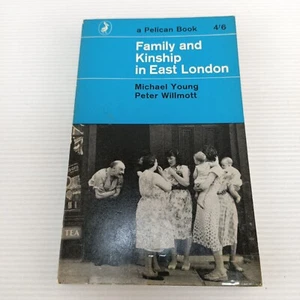 a Pelican Book 4'6
Family and
Kinship
in East London
Michael Young
Peter Willmott
TEA